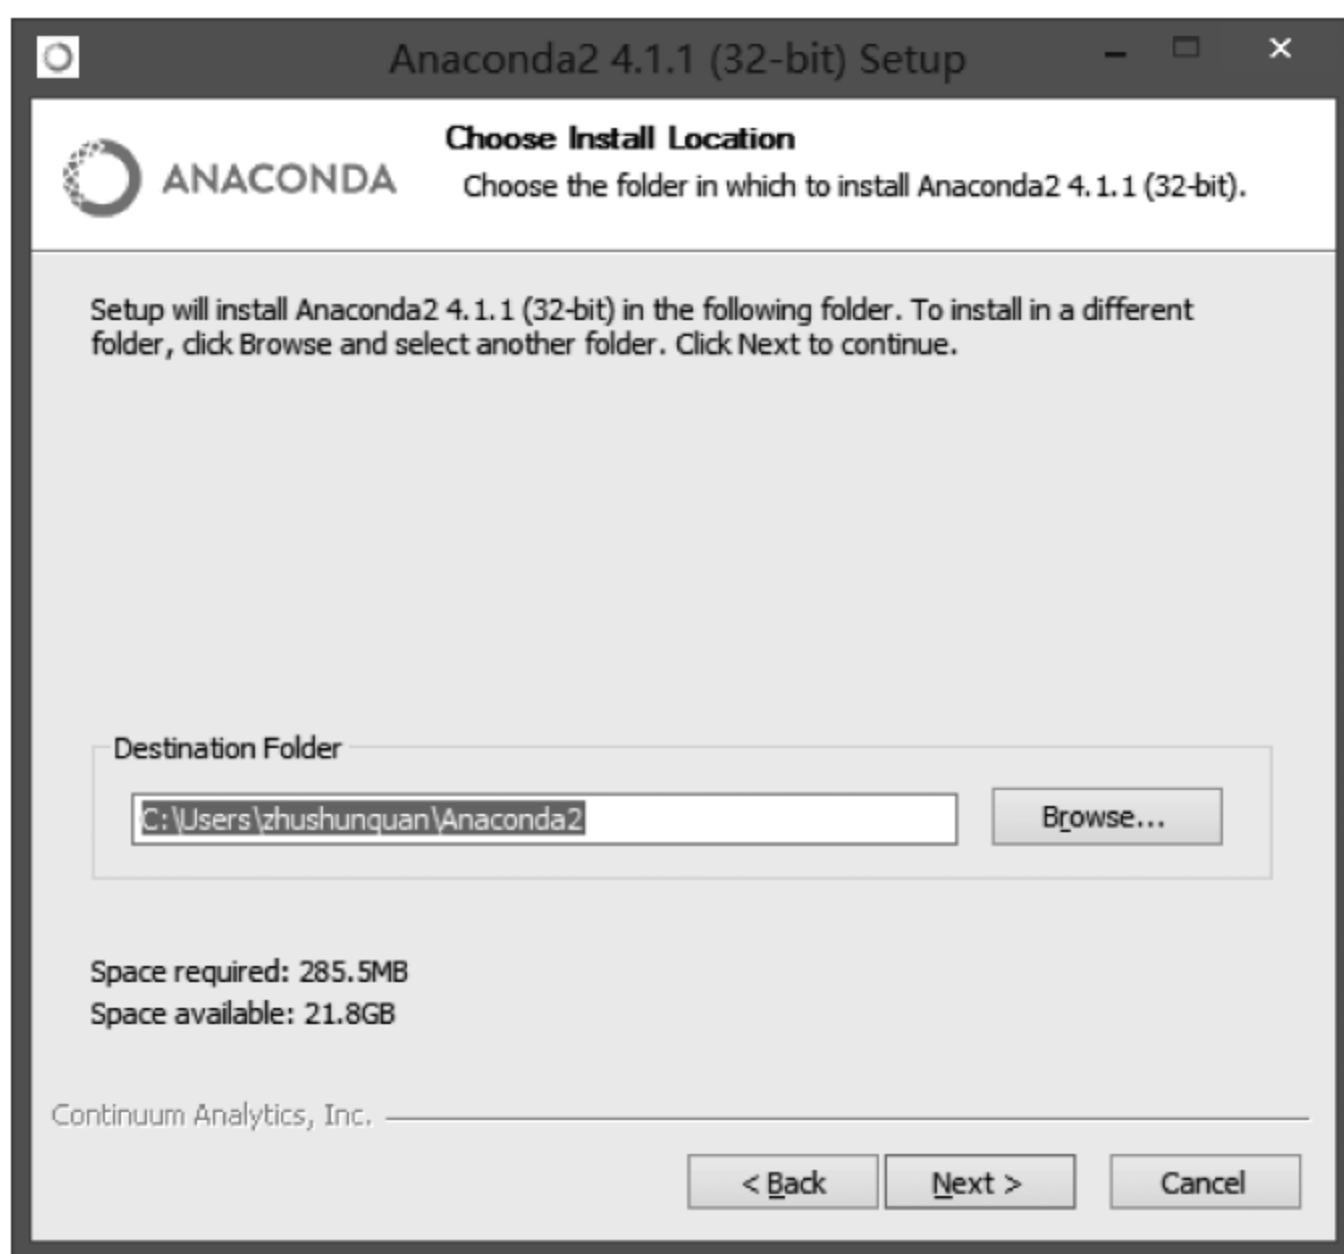 Anaconda2 4.1.1 (32-bit) Setup
ANACONDA
Choose Install Location
Choose the folder in which to install Anaconda2 4.1.1 (32-bit).
Setup will install Anaconda2 4.1.1 (32-bit) in the following folder. To install in a different
folder, click Browse and select another folder. Click Next to continue.
Destination Folder
C:\Users\zhushunquan\Anaconda2
Browse...
Space required: 285.5MB
Space available: 21.8GB
Continuum Analytics, Inc.
< Back
Next >
Cancel